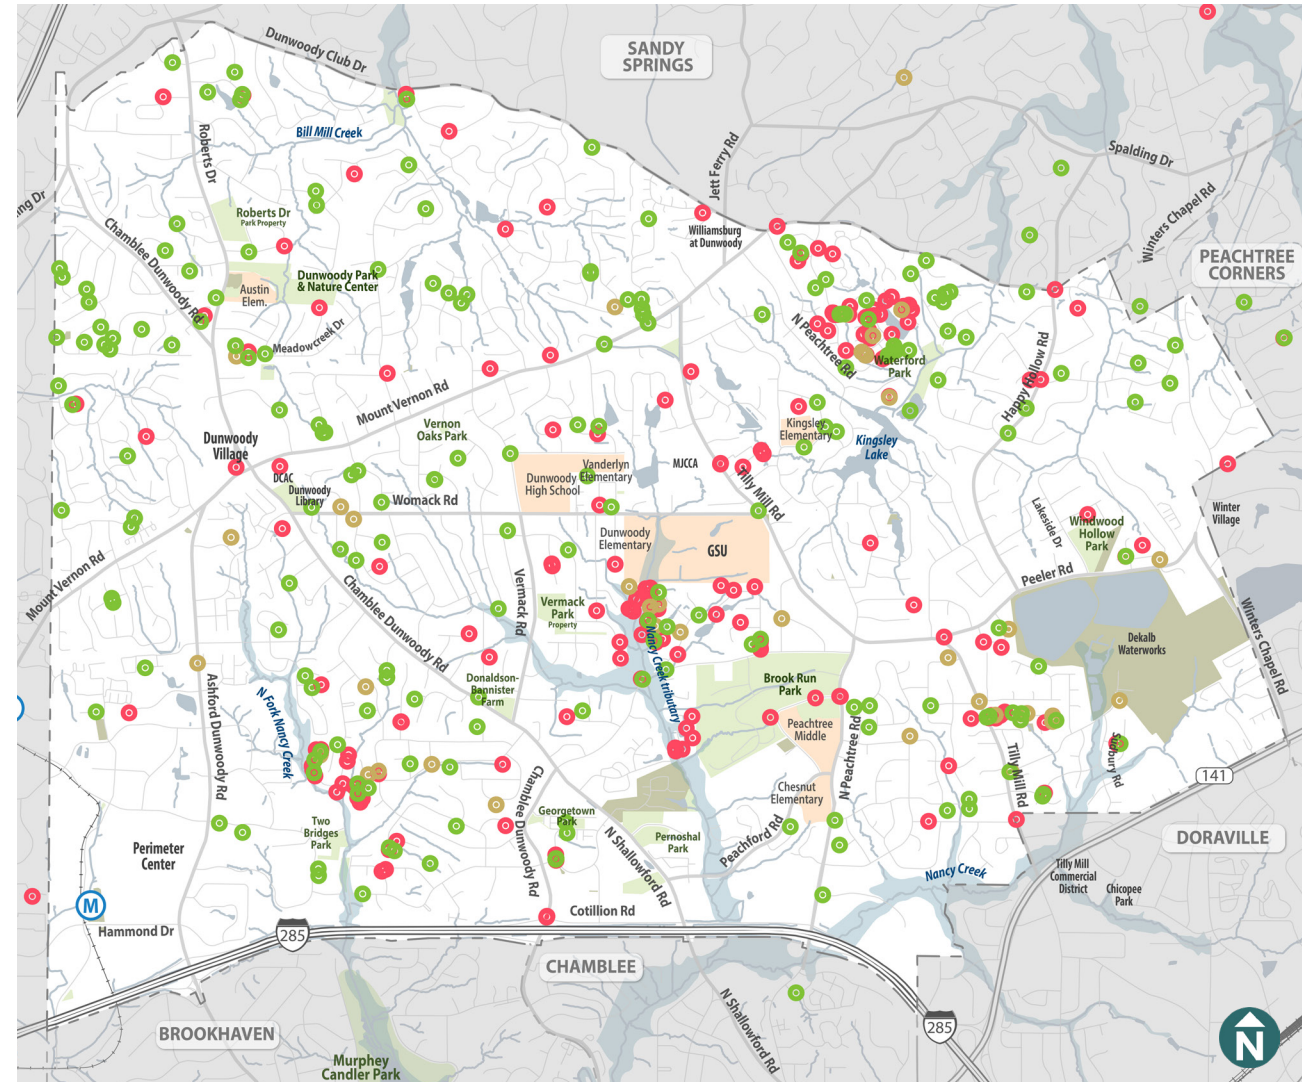 Dunwoody Club Dr
SANDY
SPRINGS
Bill Mill Creek
Roberts Dr
Jett Ferry Rd
Spalding Dr
Winters Chapel Rd
ing Dr
Roberts Dr
Park Property
Williamsburg
at Dunwoody
PEACHTREE
CORNERS
Chamblee Dunwoody Rd
Dunwoody Park
& Nature Center
Austin
Elem.
Meadowcreek Dr
N Peachtree Rd
Waterford
Park
Happy Hollow Rd
Mount Vernon Rd
Vernon
Oaks Park
Kingsley
Elementary
Kingsley
Lake
Dunwoody
Village
DCAC
Dunwoody
Library
Womack Rd
Dunwoody
High School
Vanderlyn
Elementary
MJCCA
Tilly Mill Rd
Lakeside Dr
Windwood
Hollow
Park
Winter
Village
Dunwoody
Elementary
GSU
Mount Vernon Rd
Chamblee Dunwoody Rd
Vermack Rd
Vermack
Park
Property
Peeler Rd
Dekalb
Waterworks
Winters Chapel Rd
Nancy Creek tributary
Ashford Dunwoody Rd
N Fork Nancy Creek
Donaldson-
Bannister
Farm
Brook Run
Park
Peachtree
Middle
N Peachtree Rd
Tilly Mill Rd
Sudbury Rd
141
Chesnut
Elementary
Chamblee Dunwoody Rd
Georgetown
Park
N Shallowford Rd
Pernoshal
Park
Peachford Rd
Two
Bridges
Park
Perimeter
Center
DORAVILLE
Nancy Creek
Tilly Mill
Commercial
District
Chicopee
Park
M
Hammond Dr
285
Cotillion Rd
CHAMBLEE
N Shallowford Rd
285
BROOKHAVEN
Murphey
Candler Park
N